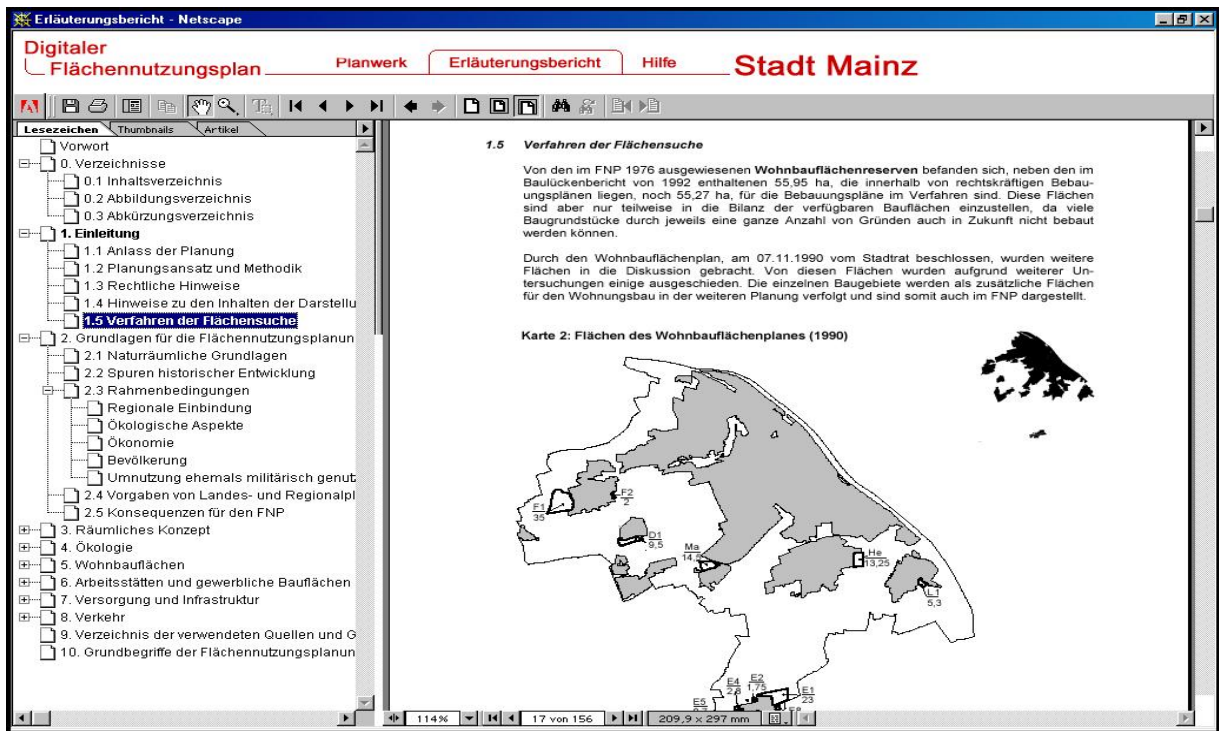 Erläuterungsbericht - Netscape
Digitaler
Flächennutzungsplan
Planwerk Erläuterungsbericht Hilfe
Stadt Mainz
Lesezeichen Thumbnails Artikel
Vorwort
0. Verzeichnisse
0.1 Inhaltsverzeichnis
0.2 Abbildungsverzeichnis
0.3 Abkürzungsverzeichnis
1. Einleitung
1.1 Anlass der Planung
1.2 Planungsansatz und Methodik
1.3 Rechtliche Hinweise
1.4 Hinweise zu den Inhalten der Darstellu
1.5 Verfahren der Flächensuche
2. Grundlagen für die Flächennutzungsplanun
2.1 Naturräumliche Grundlagen
2.2 Spuren historischer Entwicklung
2.3 Rahmenbedingungen
Regionale Einbindung
Ökologische Aspekte
Ökonomie
Bevölkerung
Umnutzung ehemals militärisch genut
2.4 Vorgaben von Landes- und Regionalpl
2.5 Konsequenzen für den FNP
3. Räumliches Konzept
4. Ökologie
5. Wohnbauflächen
6. Arbeitsstätten und gewerbliche Bauflächen
7. Versorgung und Infrastruktur
8. Verkehr
9. Verzeichnis der verwendeten Quellen und G
10. Grundbegriffe der Flächennutzungsplanun
1.5 Verfahren der Flächensuche
Von den im FNP 1976 ausgewiesenen Wohnbauflächenreserven befanden sich, neben den im
Baulückenbericht von 1992 enthaltenen 55,95 ha, die innerhalb von rechtskräftigen Bebau-
ungsplänen liegen, noch 55,27 ha, für die Bebauungspläne im Verfahren sind. Diese Flächen
sind aber nur teilweise in die Bilanz der verfügbaren Bauflächen einzustellen, da viele
Baugrundstücke durch jeweils eine ganze Anzahl von Gründen auch in Zukunft nicht bebaut
werden können.
Durch den Wohnbauflächenplan, am 07.11.1990 vom Stadtrat beschlossen, wurden weitere
Flächen in die Diskussion gebracht. Von diesen Flächen wurden aufgrund weiterer Un-
tersuchungen einige ausgeschieden. Die einzelnen Baugebiete werden als zusätzliche Flächen
für den Wohnungsbau in der weiteren Planung verfolgt und sind somit auch im FNP dargestellt.
Karte 2: Flächen des Wohnbauflächenplanes (1990)
F1
35
F2
2
D1
9,5
Ma
14,5
He
13,25
L1
5,3
E4
2,8
E2
1,75
E1
23
E5
114%
17 von 156
209,9 x 297 mm